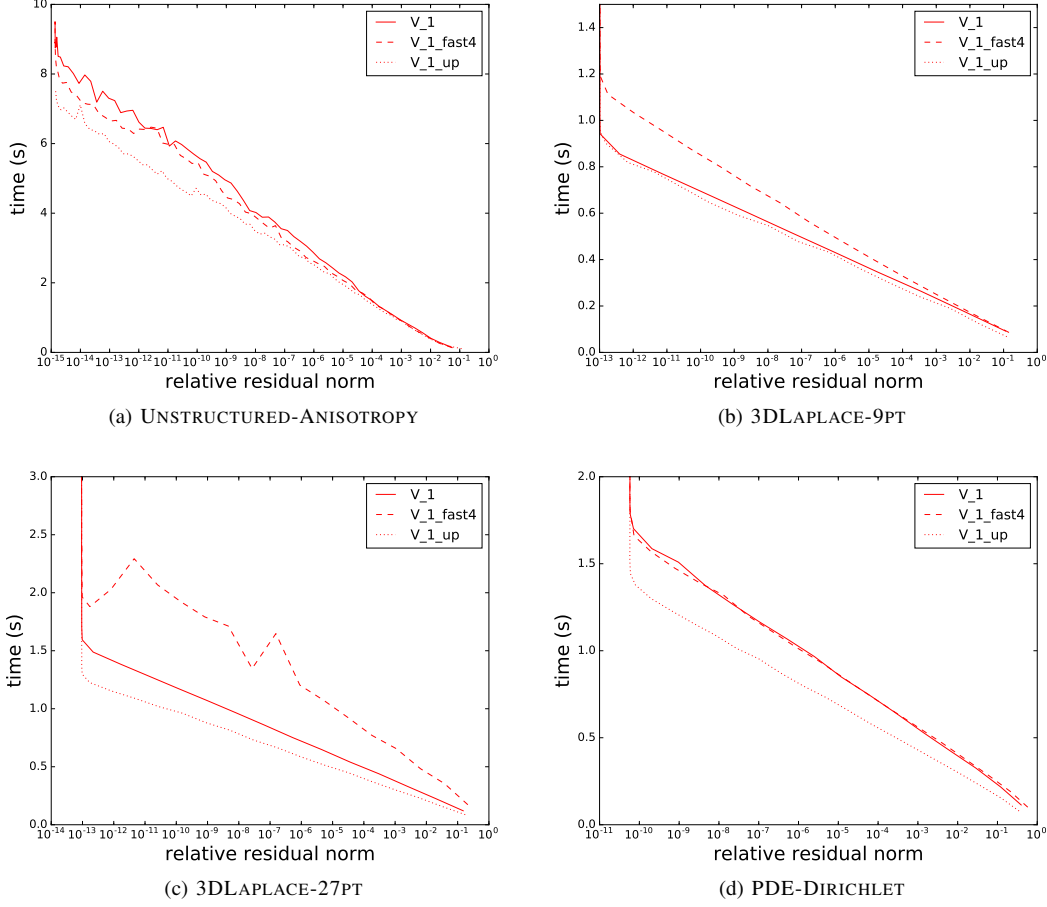 10
8
6
4
2
0
time (s)
V_1
V_1_fast4
V_1_up
10^-15 10^-14 10^-13 10^-12 10^-11 10^-10 10^-9 10^-8 10^-7 10^-6 10^-5 10^-4 10^-3 10^-2 10^-1 10^0
relative residual norm
(a) UNSTRUCTURED-ANISOTROPY
1.4
1.2
1.0
0.8
0.6
0.4
0.2
0.0
time (s)
V_1
V_1_fast4
V_1_up
10^-13 10^-12 10^-11 10^-10 10^-9 10^-8 10^-7 10^-6 10^-5 10^-4 10^-3 10^-2 10^-1 10^0
relative residual norm
(b) 3DLAPLACE-9PT
3.0
2.5
2.0
1.5
1.0
0.5
0.0
time (s)
V_1
V_1_fast4
V_1_up
10^-14 10^-13 10^-12 10^-11 10^-10 10^-9 10^-8 10^-7 10^-6 10^-5 10^-4 10^-3 10^-2 10^-1 10^0
relative residual norm
(c) 3DLAPLACE-27PT
2.0
1.5
1.0
0.5
0.0
time (s)
V_1
V_1_fast4
V_1_up
10^-11 10^-10 10^-9 10^-8 10^-7 10^-6 10^-5 10^-4 10^-3 10^-2 10^-1 10^0
relative residual norm
(d) PDE-DIRICHLET